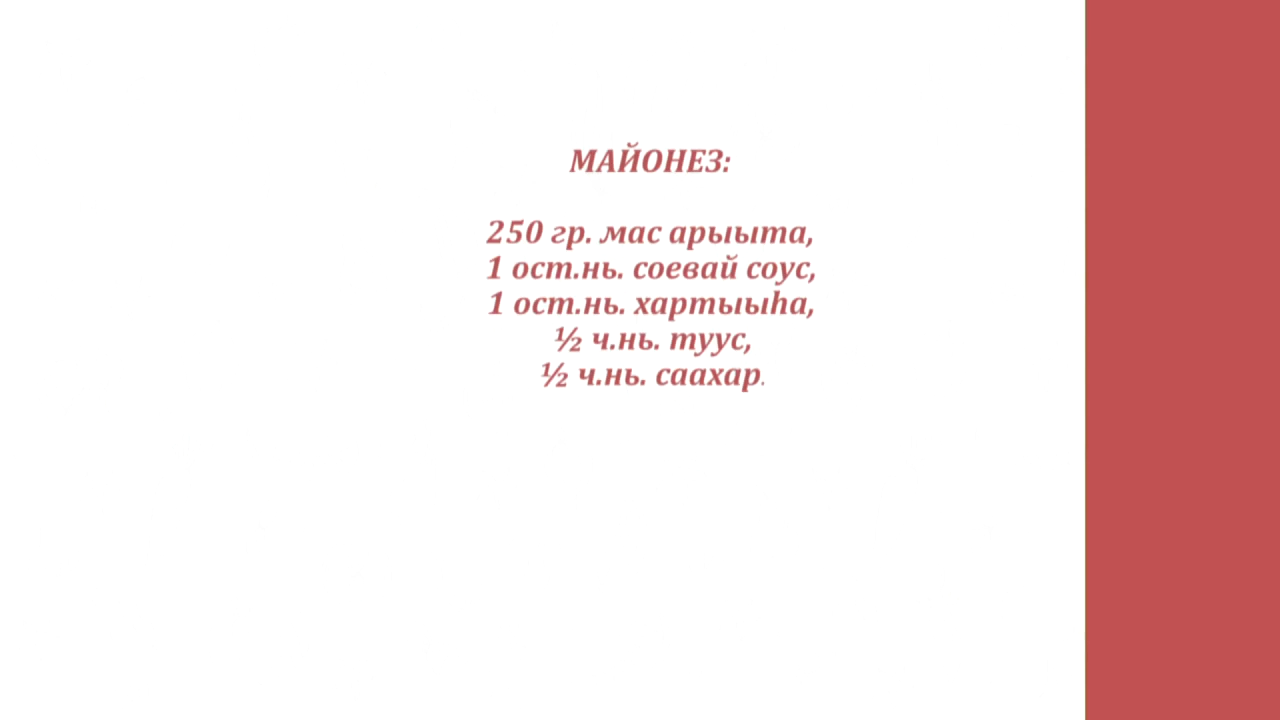 МАЙОНЕЗ:
250 гр. мас арыыта,
1 ост.нь. соевай соус,
1 ост.нь. хартыыһа,
½ ч.нь. туус,
½ ч.нь. саахар.